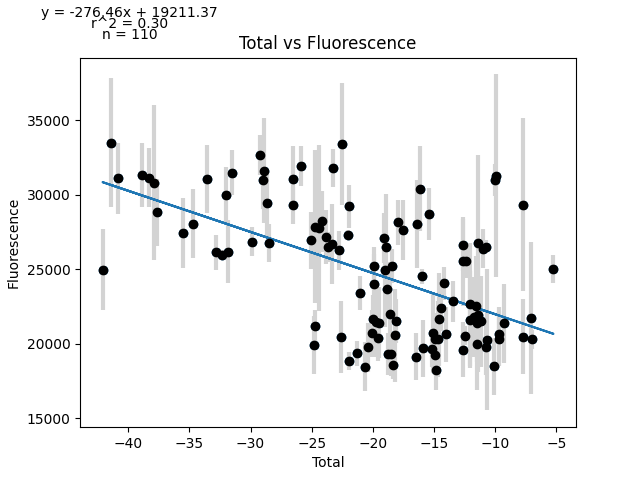 y = -276.46x + 19211.37
r^2 = 0.30
n = 110
Total vs Fluorescence
35000
30000
25000
20000
15000
Fluorescence
−40 −35 −30 −25 −20 −15 −10 −5
Total